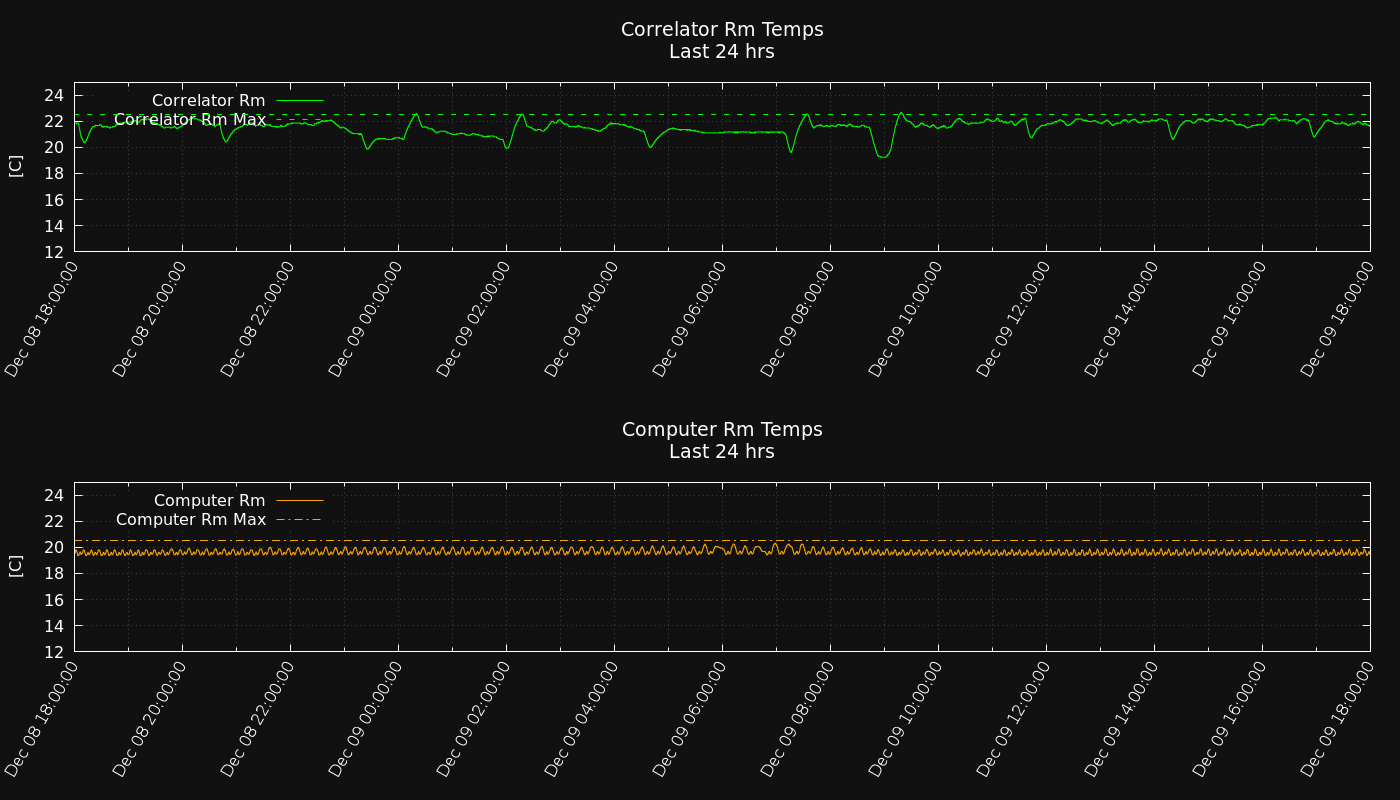 Correlator Rm Temps
Last 24 hrs
Correlator Rm
Correlator Rm Max
[C]
24
22
20
18
16
14
12
Dec 08 18:00:00
Dec 08 20:00:00
Dec 08 22:00:00
Dec 09 00:00:00
Dec 09 02:00:00
Dec 09 04:00:00
Dec 09 06:00:00
Dec 09 08:00:00
Dec 09 10:00:00
Dec 09 12:00:00
Dec 09 14:00:00
Dec 09 16:00:00
Dec 09 18:00:00
Computer Rm Temps
Last 24 hrs
Computer Rm
Computer Rm Max
[C]
24
22
20
18
16
14
12
Dec 08 18:00:00
Dec 08 20:00:00
Dec 08 22:00:00
Dec 09 00:00:00
Dec 09 02:00:00
Dec 09 04:00:00
Dec 09 06:00:00
Dec 09 08:00:00
Dec 09 10:00:00
Dec 09 12:00:00
Dec 09 14:00:00
Dec 09 16:00:00
Dec 09 18:00:00